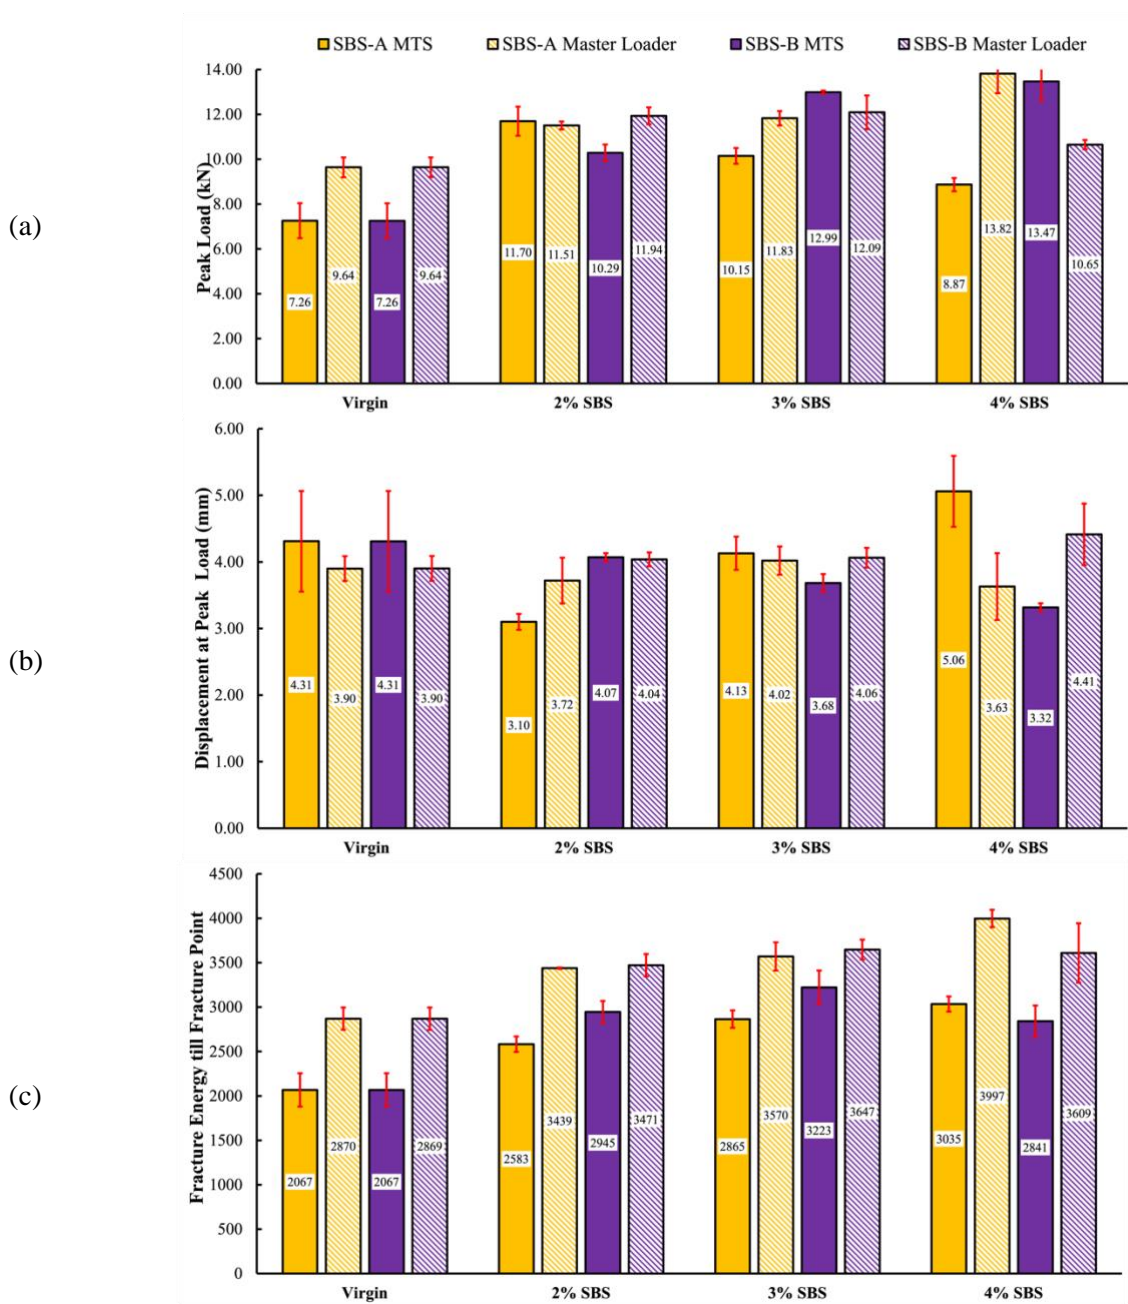 SBS-A MTS SBS-A Master Loader SBS-B MTS SBS-B Master Loader
(a)
Peak Load (kN)
14.00
12.00
10.00
8.00
6.00
4.00
2.00
0.00
7.26 9.64 7.26 9.64
11.70 11.51 10.29 11.94
10.15 11.83 12.99 12.09
8.87 13.82 13.47 10.65
Virgin 2% SBS 3% SBS 4% SBS
(b)
Displacement at Peak Load (mm)
6.00
5.00
4.00
3.00
2.00
1.00
0.00
4.31 3.90 4.31 3.90
3.10 3.72 4.07 4.04
4.13 4.02 3.68 4.06
5.06 3.63 3.32 4.41
Virgin 2% SBS 3% SBS 4% SBS
(c)
Fracture Energy till Fracture Point
4500
4000
3500
3000
2500
2000
1500
1000
500
0
2067 2870 2067 2869
2583 3439 2945 3471
2865 3570 3223 3647
3035 3997 2841 3609
Virgin 2% SBS 3% SBS 4% SBS